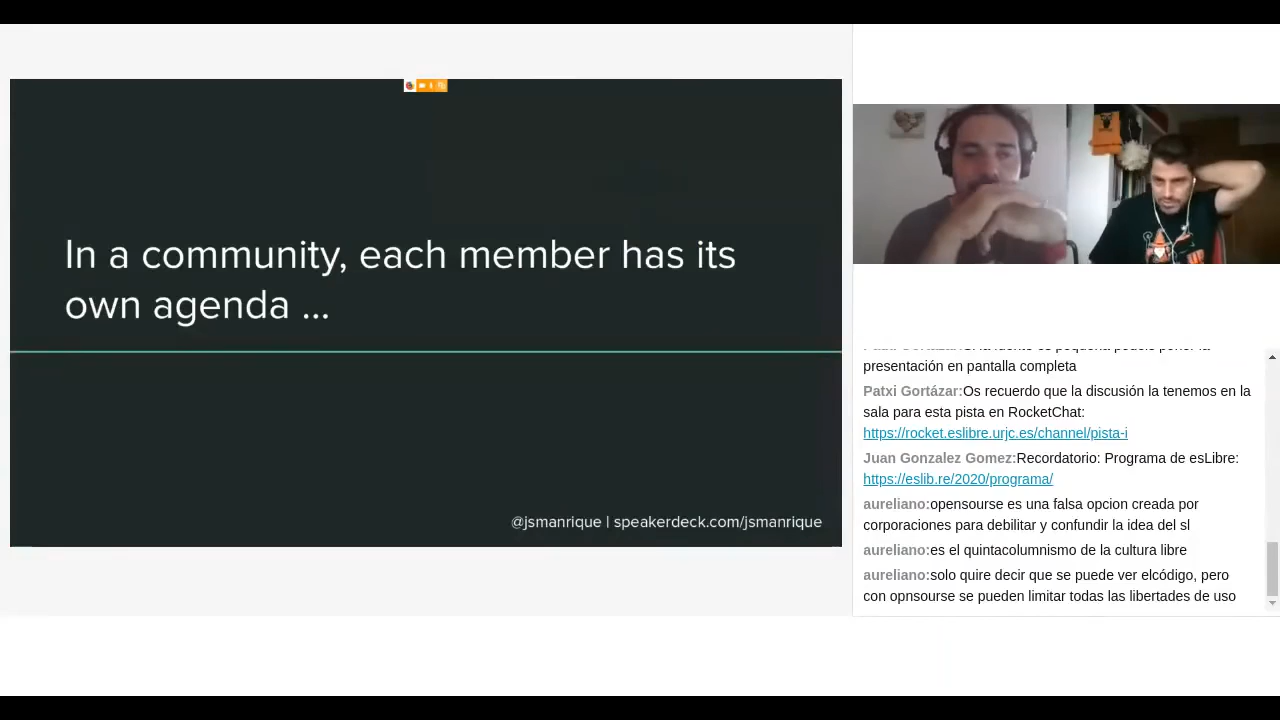 In a community, each member has its
own agenda ...
@jsmanrique | speakerdeck.com/jsmanrique
presentación en pantalla completa
Patxi Gortázar:Os recuerdo que la discusión la tenemos en la
sala para esta pista en RocketChat:
https://rocket.eslibre.urjc.es/channel/pista-i
Juan Gonzalez Gomez:Recordatorio: Programa de esLibre:
https://eslib.re/2020/programa/
aureliano:opensourse es una falsa opcion creada por
corporaciones para debilitar y confundir la idea del sl
aureliano:es el quintacolumnismo de la cultura libre
aureliano:solo quire decir que se puede ver elcódigo, pero
con opnsourse se pueden limitar todas las libertades de uso